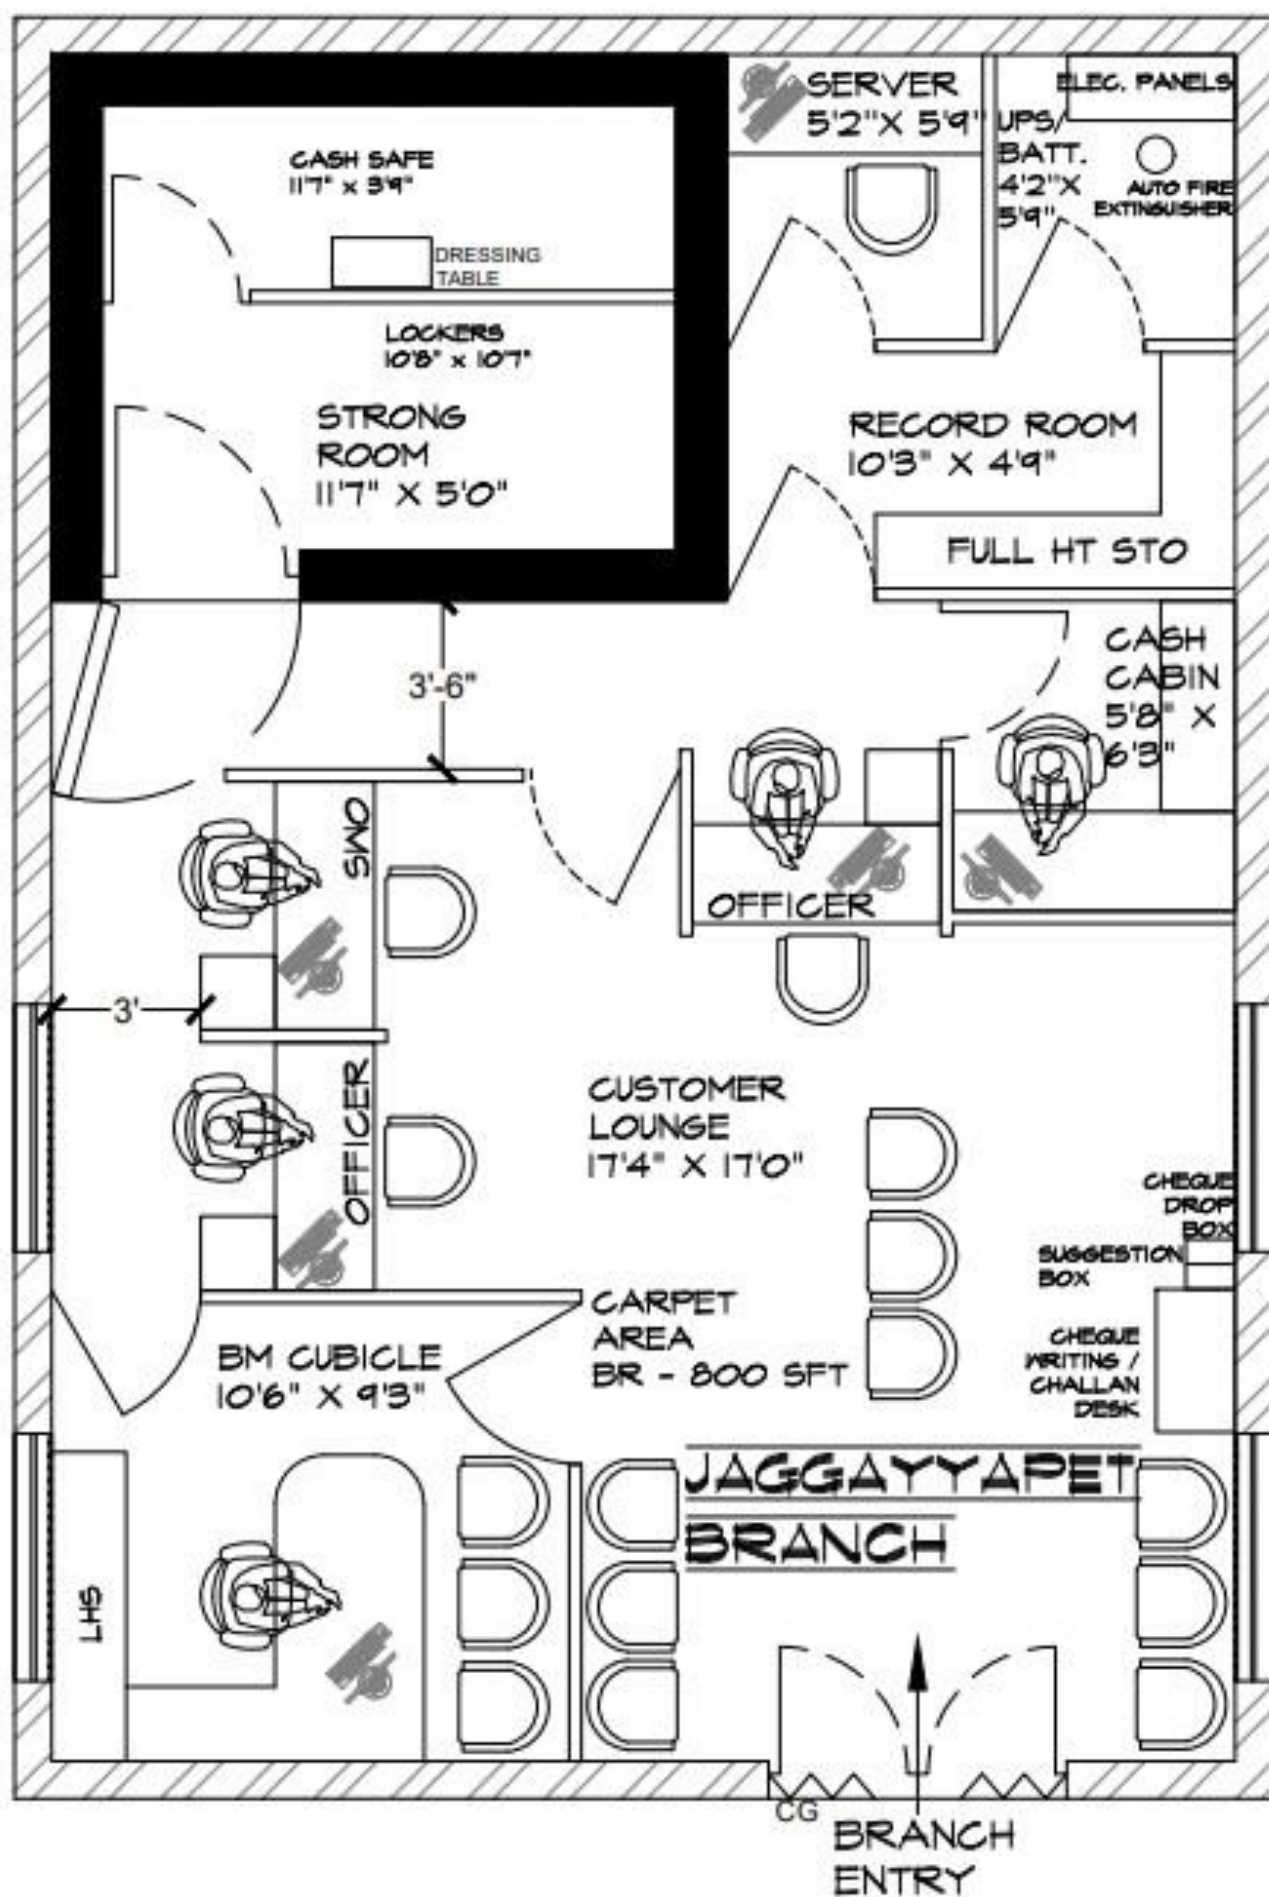 SERVER
5'2"X 5'9"
ELEC. PANELS
UPS/
BATT.
4'2"X
5'9"
AUTO FIRE
EXTINGUISHER
CASH SAFE
11'7" x 3'9"
DRESSING
TABLE
LOCKERS
10'8" x 10'7"
STRONG
ROOM
11'7" X 5'0"
RECORD ROOM
10'3" X 4'9"
FULL HT STO
CASH
CABIN
5'8" X
6'3"
3'-6"
SWO
OFFICER
3'
OFFICER
CUSTOMER
LOUNGE
17'4" X 17'0"
CHEQUE
DROP
BOX
SUGGESTION
BOX
CARPET
AREA
BR - 800 SFT
CHEQUE
WRITING /
CHALLAN
DESK
BM CUBICLE
10'6" X 9'3"
JAGGAYYAPET
BRANCH
LHS
CG
BRANCH
ENTRY